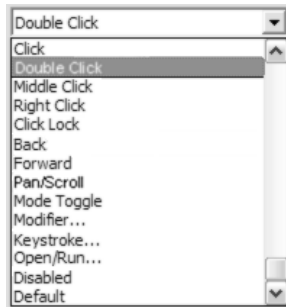 Double Click
Click
Double Click
Middle Click
Right Click
Click Lock
Back
Forward
Pan/Scroll
Mode Toggle
Modifier...
Keystroke...
Open/Run...
Disabled
Default